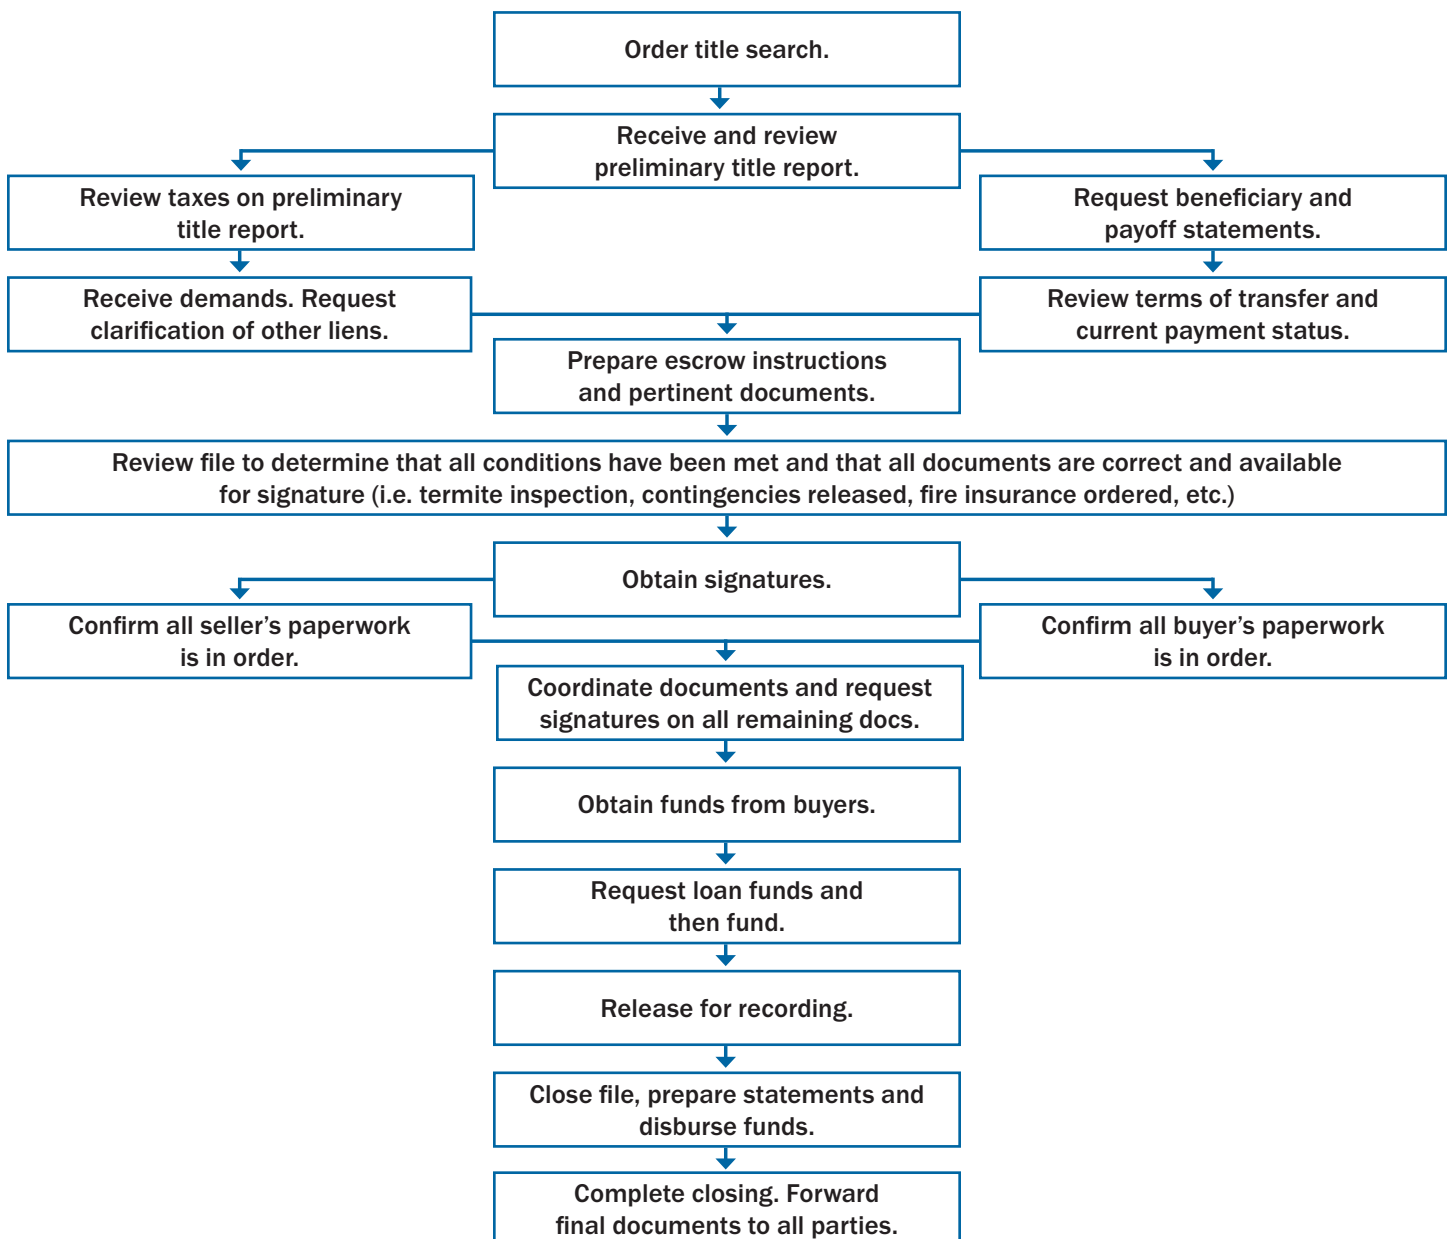 Order title search.
Receive and review
preliminary title report.
Review taxes on preliminary
title report.
Request beneficiary and
payoff statements.
Receive demands. Request
clarification of other liens.
Review terms of transfer and
current payment status.
Prepare escrow instructions
and pertinent documents.
Review file to determine that all conditions have been met and that all documents are correct and available
for signature (i.e. termite inspection, contingencies released, fire insurance ordered, etc.)
Obtain signatures.
Confirm all seller's paperwork
is in order.
Confirm all buyer's paperwork
is in order.
Coordinate documents and request
signatures on all remaining docs.
Obtain funds from buyers.
Request loan funds and
then fund.
Release for recording.
Close file, prepare statements and
disburse funds.
Complete closing. Forward
final documents to all parties.